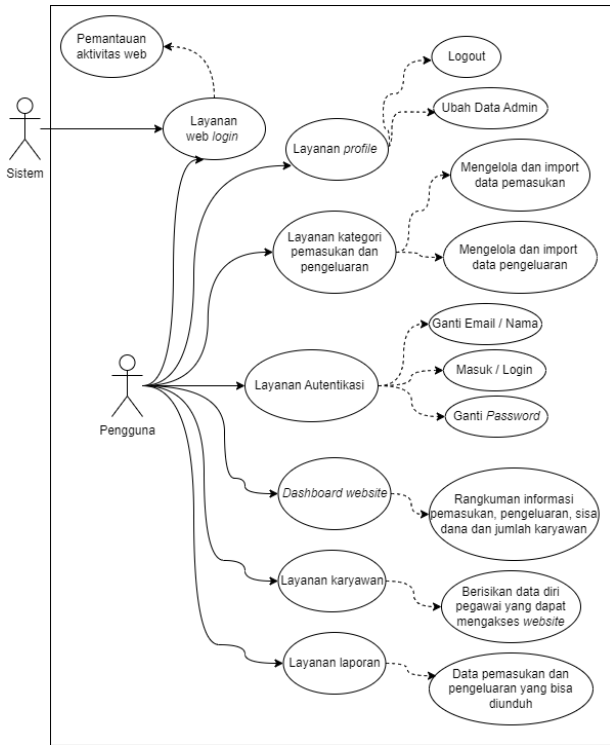 Pemantauan
aktivitas web
Logout
Layanan
web login
Ubah Data Admin
Sistem
Layanan profile
Mengelola dan import
data pemasukan
Layanan kategori
pemasukan dan
pengeluaran
Mengelola dan import
data pengeluaran
Ganti Email / Nama
Masuk / Login
Layanan Autentikasi
Ganti Password
Pengguna
Dashboard website
Rangkuman informasi
pemasukan, pengeluaran, sisa
dana dan jumlah karyawan
Layanan karyawan
Berisikan data diri
pegawai yang dapat
mengakses website
Layanan laporan
Data pemasukan dan
pengeluaran yang bisa
diunduh